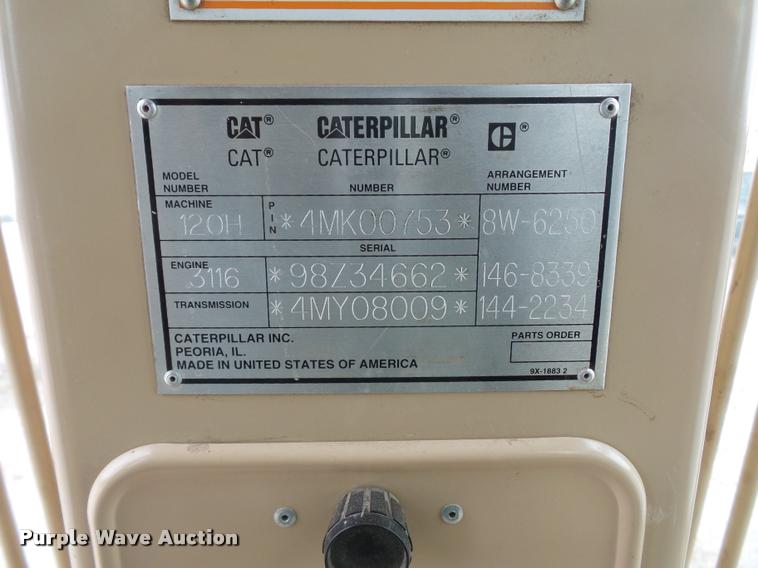 CAT® CATERPILLAR® C®
CAT® CATERPILLAR®
MODEL NUMBER NUMBER ARRANGEMENT NUMBER
MACHINE 120H PIN *4MK00753* 8W-6250
SERIAL
ENGINE 3116 *98Z34662* 146-8339
TRANSMISSION *4MY08009* 144-2234
CATERPILLAR INC. PARTS ORDER
PEORIA, IL.
MADE IN UNITED STATES OF AMERICA
9X-1883 2
Purple Wave Auction